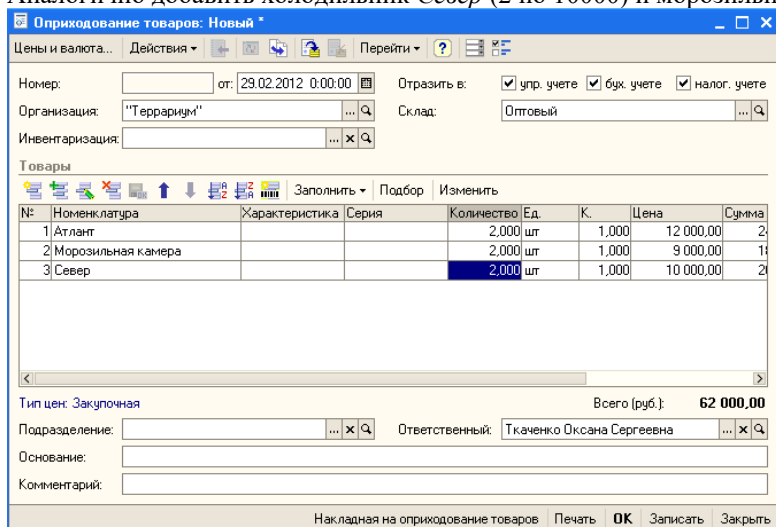 Аналогично добавить холодильник Север (2 по 10000) и морозильн
Оприходование товаров: Новый *
Цены и валюта... Действия Перейти ?
Номер: от: 29.02.2012 0:00:00 Отразить в: упр. учете бух. учете налог. учете
Организация: "Террариум" ... Склад: Оптовый ...
Инвентаризация: ... x
Товары
Заполнить Подбор Изменить
№ Номенклатура Характеристика Серия Количество Ед. К. Цена Сумма
1 Атлант 2,000 шт 1,000 12 000,00 2
2 Морозильная камера 2,000 шт 1,000 9 000,00 1
3 Север 2,000 шт 1,000 10 000,00 2
Тип цен: Закупочная Всего (руб.): 62 000,00
Подразделение: ... x Ответственный: Ткаченко Оксана Сергеевна ... x
Основание:
Комментарий:
Накладная на оприходование товаров Печать OK Записать Закрыть